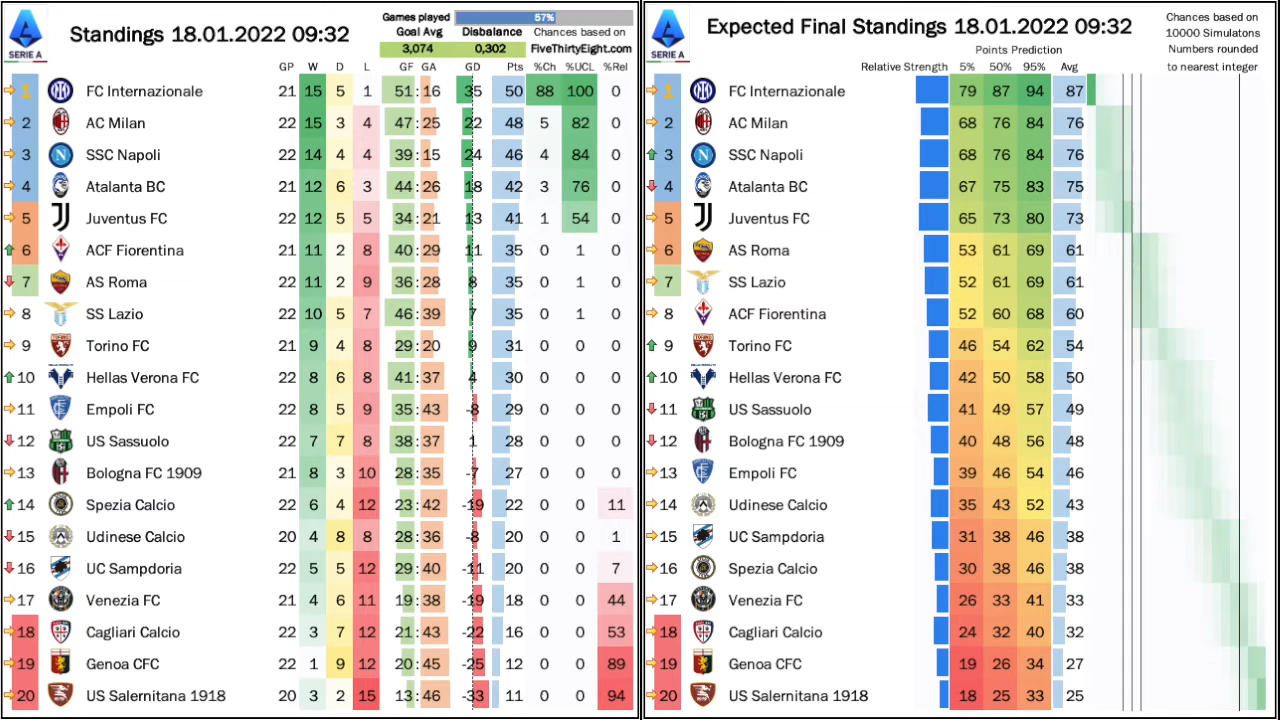 Games played 57%
Standings 18.01.2022 09:32
Goal Avg Disbalance Chances based on
3,074 0,302 FiveThirtyEight.com
SERIE A
GP W D L GF GA GD Pts %Ch %UCL %Rel
1 FC Internazionale 21 15 5 1 51 : 16 35 50 88 100 0
2 AC Milan 22 15 3 4 47 : 25 22 48 5 82 0
3 SSC Napoli 22 14 4 4 39 : 15 24 46 4 84 0
4 Atalanta BC 21 12 6 3 44 : 26 18 42 3 76 0
5 Juventus FC 22 12 5 5 34 : 21 13 41 1 54 0
6 ACF Fiorentina 21 11 2 8 40 : 29 11 35 0 1 0
7 AS Roma 22 11 2 9 36 : 28 8 35 0 1 0
8 SS Lazio 22 10 5 7 46 : 39 7 35 0 1 0
9 Torino FC 21 9 4 8 29 : 20 9 31 0 0 0
10 Hellas Verona FC 22 8 6 8 41 : 37 4 30 0 0 0
11 Empoli FC 22 8 5 9 35 : 43 -8 29 0 0 0
12 US Sassuolo 22 7 7 8 38 : 37 1 28 0 0 0
13 Bologna FC 1909 21 8 3 10 28 : 35 -7 27 0 0 0
14 Spezia Calcio 22 6 4 12 23 : 42 -19 22 0 0 11
15 Udinese Calcio 20 4 8 8 28 : 36 -8 20 0 0 1
16 UC Sampdoria 22 5 5 12 29 : 40 -11 20 0 0 7
17 Venezia FC 21 4 6 11 19 : 38 -19 18 0 0 44
18 Cagliari Calcio 22 3 7 12 21 : 43 -22 16 0 0 53
19 Genoa CFC 22 1 9 12 20 : 45 -25 12 0 0 89
20 US Salernitana 1918 20 3 2 15 13 : 46 -33 11 0 0 94
Expected Final Standings 18.01.2022 09:32
Chances based on
10000 Simulatons
Numbers rounded
to nearest integer
SERIE A
Points Prediction
Relative Strength 5% 50% 95% Avg
1 FC Internazionale 79 87 94 87
2 AC Milan 68 76 84 76
3 SSC Napoli 68 76 84 76
4 Atalanta BC 67 75 83 75
5 Juventus FC 65 73 80 73
6 AS Roma 53 61 69 61
7 SS Lazio 52 61 69 61
8 ACF Fiorentina 52 60 68 60
9 Torino FC 46 54 62 54
10 Hellas Verona FC 42 50 58 50
11 US Sassuolo 41 49 57 49
12 Bologna FC 1909 40 48 56 48
13 Empoli FC 39 46 54 46
14 Udinese Calcio 35 43 52 43
15 UC Sampdoria 31 38 46 38
16 Spezia Calcio 30 38 46 38
17 Venezia FC 26 33 41 33
18 Cagliari Calcio 24 32 40 32
19 Genoa CFC 19 26 34 27
20 US Salernitana 1918 18 25 33 25